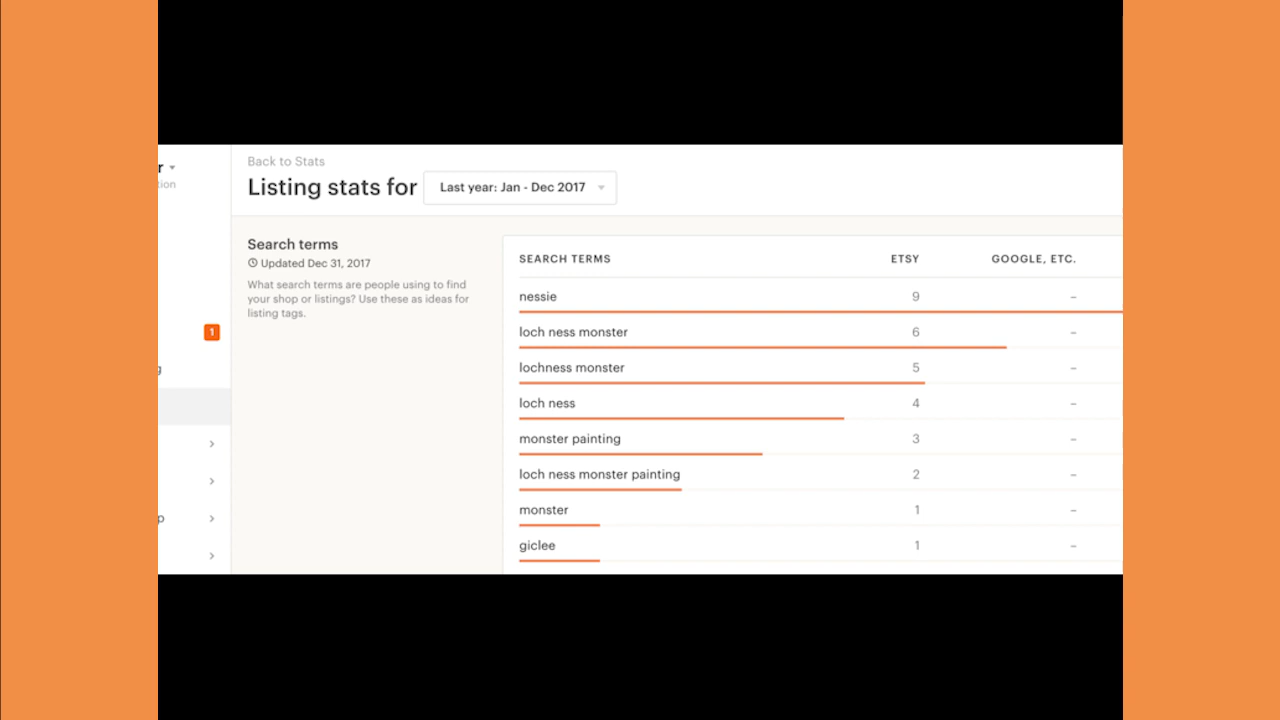 r
tion
Back to Stats
Listing stats for
Last year: Jan - Dec 2017
Search terms
Updated Dec 31, 2017
What search terms are people using to find
your shop or listings? Use these as ideas for
listing tags.
1
g
p
SEARCH TERMS ETSY GOOGLE, ETC.
nessie 9 –
loch ness monster 6 –
lochness monster 5 –
loch ness 4 –
monster painting 3 –
loch ness monster painting 2 –
monster 1 –
giclee 1 –